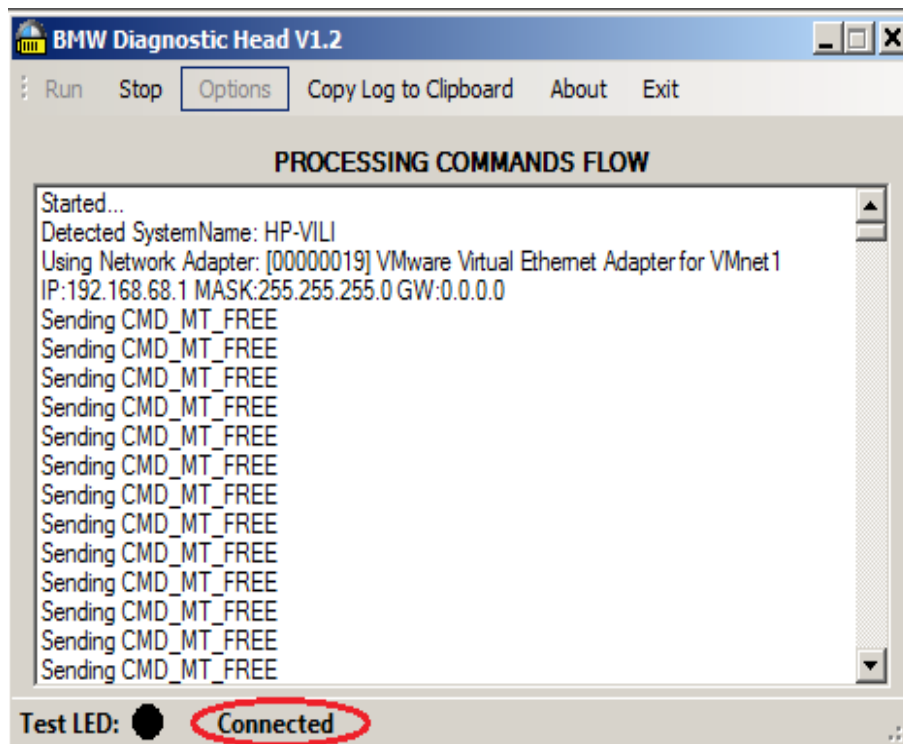 BMW Diagnostic Head V1.2
Run Stop Options Copy Log to Clipboard About Exit
PROCESSING COMMANDS FLOW
Started...
Detected SystemName: HP-VILI
Using Network Adapter: [00000019] VMware Virtual Ethernet Adapter for VMnet1
IP:192.168.68.1 MASK:255.255.255.0 GW:0.0.0.0
Sending CMD_MT_FREE
Sending CMD_MT_FREE
Sending CMD_MT_FREE
Sending CMD_MT_FREE
Sending CMD_MT_FREE
Sending CMD_MT_FREE
Sending CMD_MT_FREE
Sending CMD_MT_FREE
Sending CMD_MT_FREE
Sending CMD_MT_FREE
Sending CMD_MT_FREE
Sending CMD_MT_FREE
Sending CMD_MT_FREE
Test LED: Connected